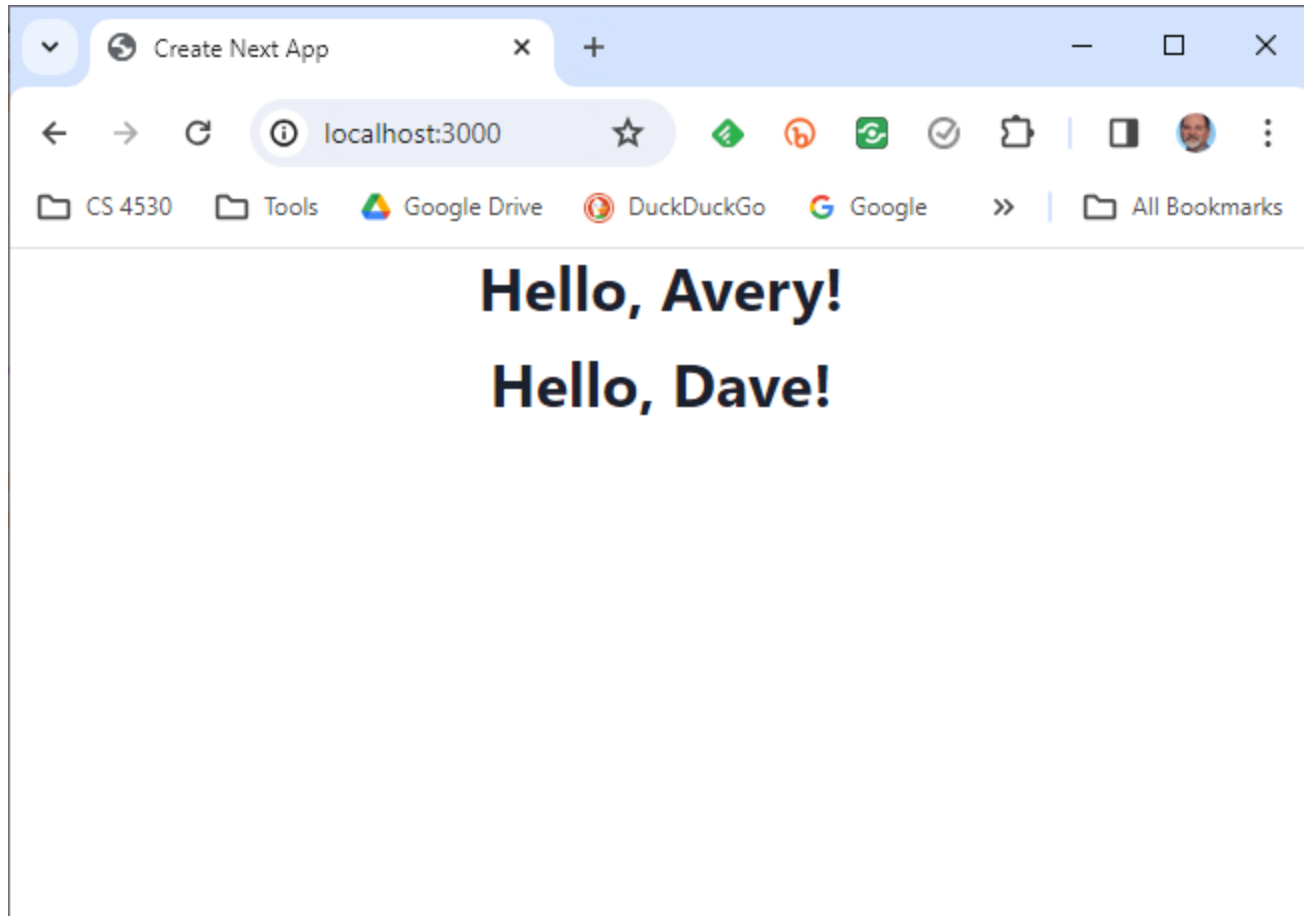 Create Next App
localhost:3000
CS 4530 Tools Google Drive DuckDuckGo Google All Bookmarks
Hello, Avery!
Hello, Dave!